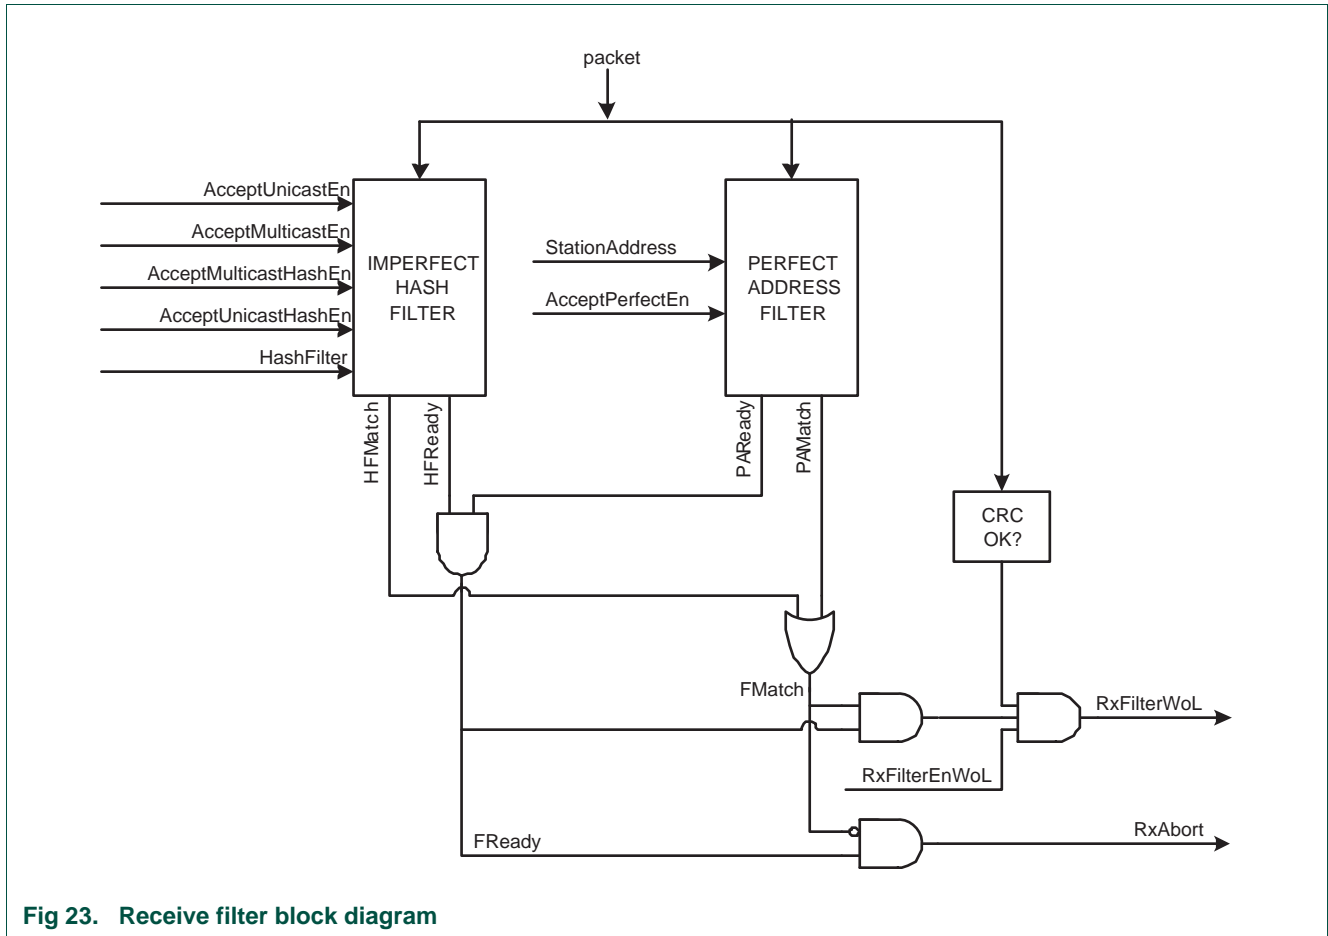 packet
AcceptUnicastEn
AcceptMulticastEn
AcceptMulticastHashEn
AcceptUnicastHashEn
HashFilter
IMPERFECT
HASH
FILTER
StationAddress
AcceptPerfectEn
PERFECT
ADDRESS
FILTER
HFMatch
HFReady
PAReady
PAMatch
CRC
OK?
FMatch
RxFilterWoL
RxFilterEnWoL
RxAbort
FReady
Fig 23. Receive filter block diagram